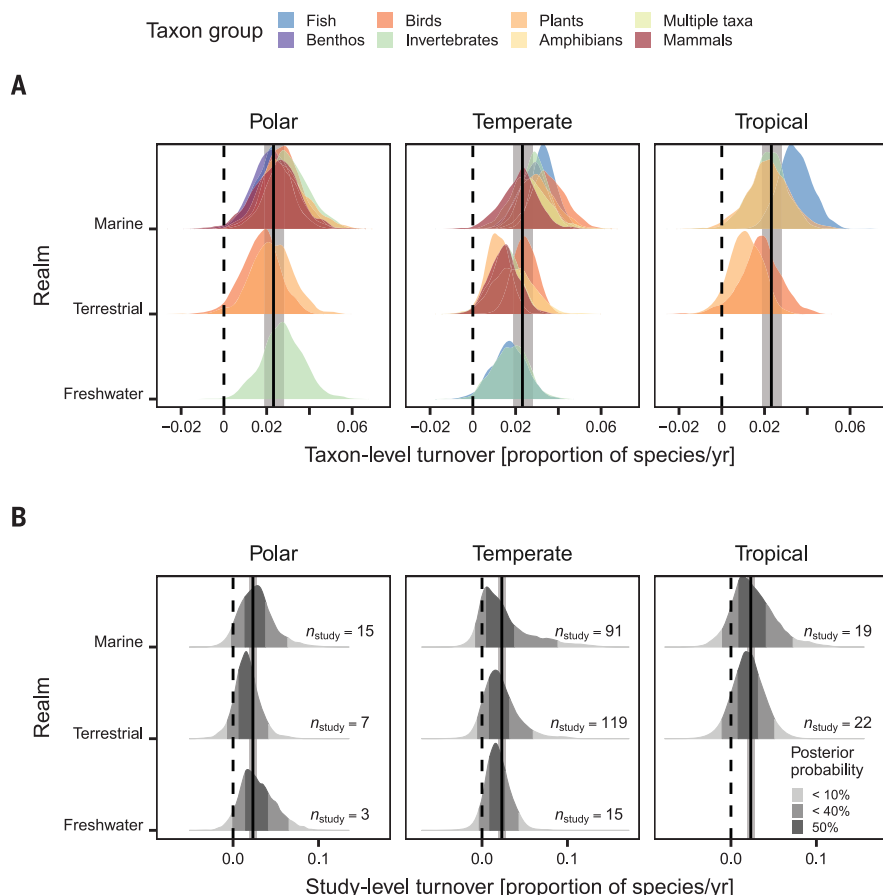 Taxon group Fish Birds Plants Multiple taxa
Benthos Invertebrates Amphibians Mammals
A
Polar Temperate Tropical
Realm
Marine
Terrestrial
Freshwater
−0.02 0 0.02 0.06 −0.02 0 0.02 0.06 −0.02 0 0.02 0.06
Taxon-level turnover [proportion of species/yr]
B
Polar Temperate Tropical
Realm
Marine
nstudy = 15 nstudy = 91 nstudy = 19
Terrestrial
nstudy = 7 nstudy = 119 nstudy = 22
Posterior
probability
< 10%
< 40%
50%
Freshwater
nstudy = 3 nstudy = 15
0.0 0.1 0.0 0.1 0.0 0.1
Study-level turnover [proportion of species/yr]